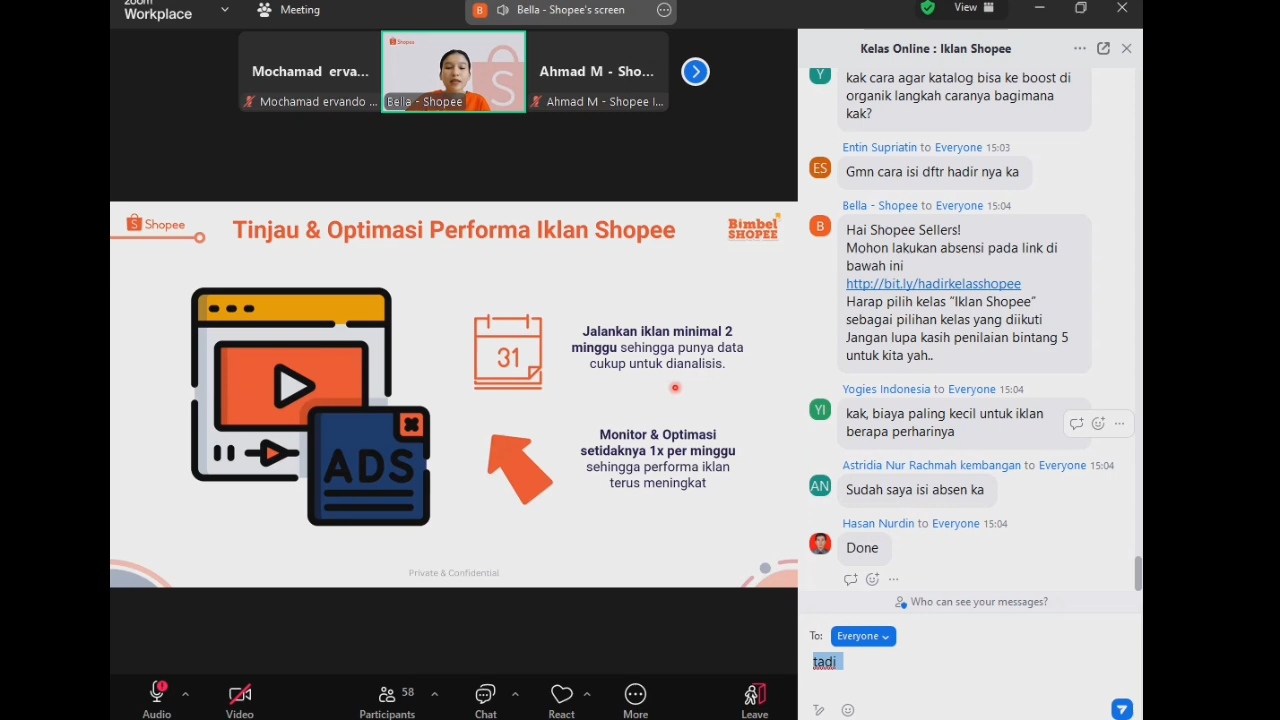 zoom
Workplace
Meeting
B
Bella - Shopee's screen
View
Mochamad erva...
Mochamad ervando ...
Shopee
S
Bella - Shopee
Ahmad M - Sho...
Ahmad M - Shopee I...
Shopee
Tinjau & Optimasi Performa Iklan Shopee
Bimbel
SHOPEE
ADS
31
Jalankan iklan minimal 2
minggu sehingga punya data
cukup untuk dianalisis.
Monitor & Optimasi
setidaknya 1x per minggu
sehingga performa iklan
terus meningkat
Private & Confidential
Audio
Video
58
Participants
Chat
React
More
Leave
Kelas Online : Iklan Shopee
Y
kak cara agar katalog bisa ke boost di
organik langkah caranya bagimana
kak?
Entin Supriatin to Everyone 15:03
ES
Gmn cara isi dftr hadir nya ka
Bella - Shopee to Everyone 15:04
B
Hai Shopee Sellers!
Mohon lakukan absensi pada link di
bawah ini
http://bit.ly/hadirkelasshopee
Harap pilih kelas “Iklan Shopee”
sebagai pilihan kelas yang diikuti
Jangan lupa kasih penilaian bintang 5
untuk kita yah..
Yogies Indonesia to Everyone 15:04
YI
kak, biaya paling kecil untuk iklan
berapa perharinya
Astridia Nur Rachmah kembangan to Everyone 15:04
AN
Sudah saya isi absen ka
Hasan Nurdin to Everyone 15:04
Done
Who can see your messages?
To: Everyone
tadi